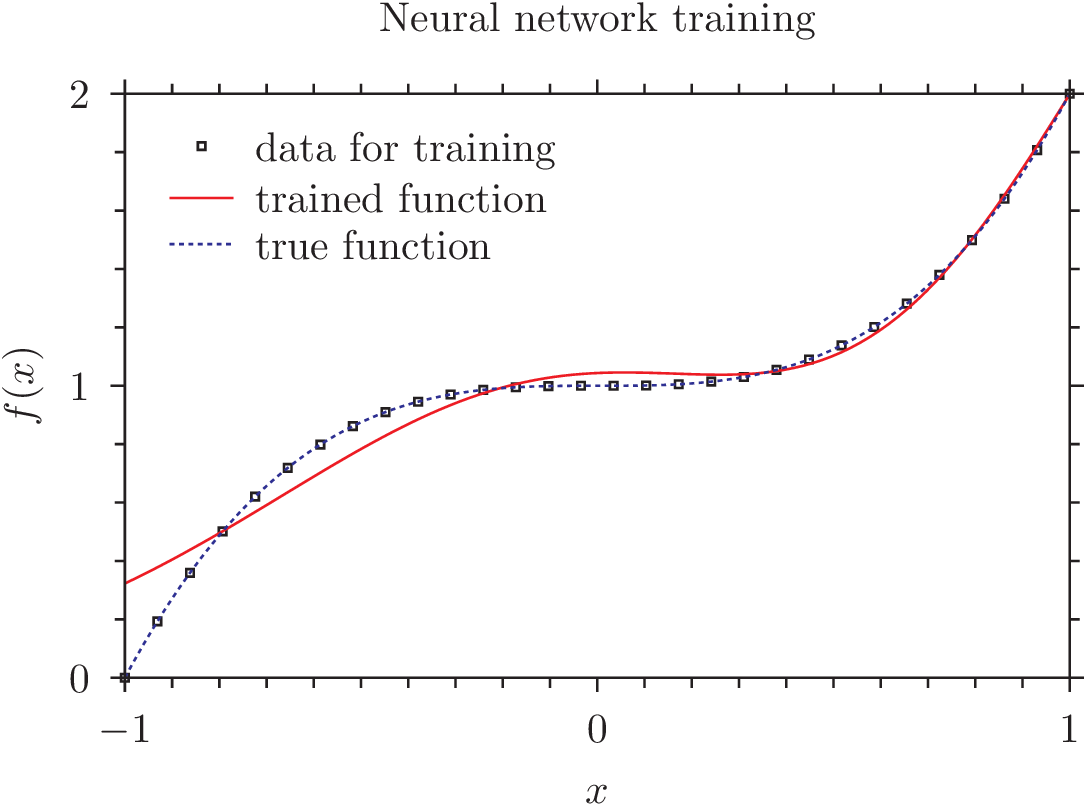 Neural network training
2
data for training
trained function
true function
1
f(x)
0
−1
0
1
x